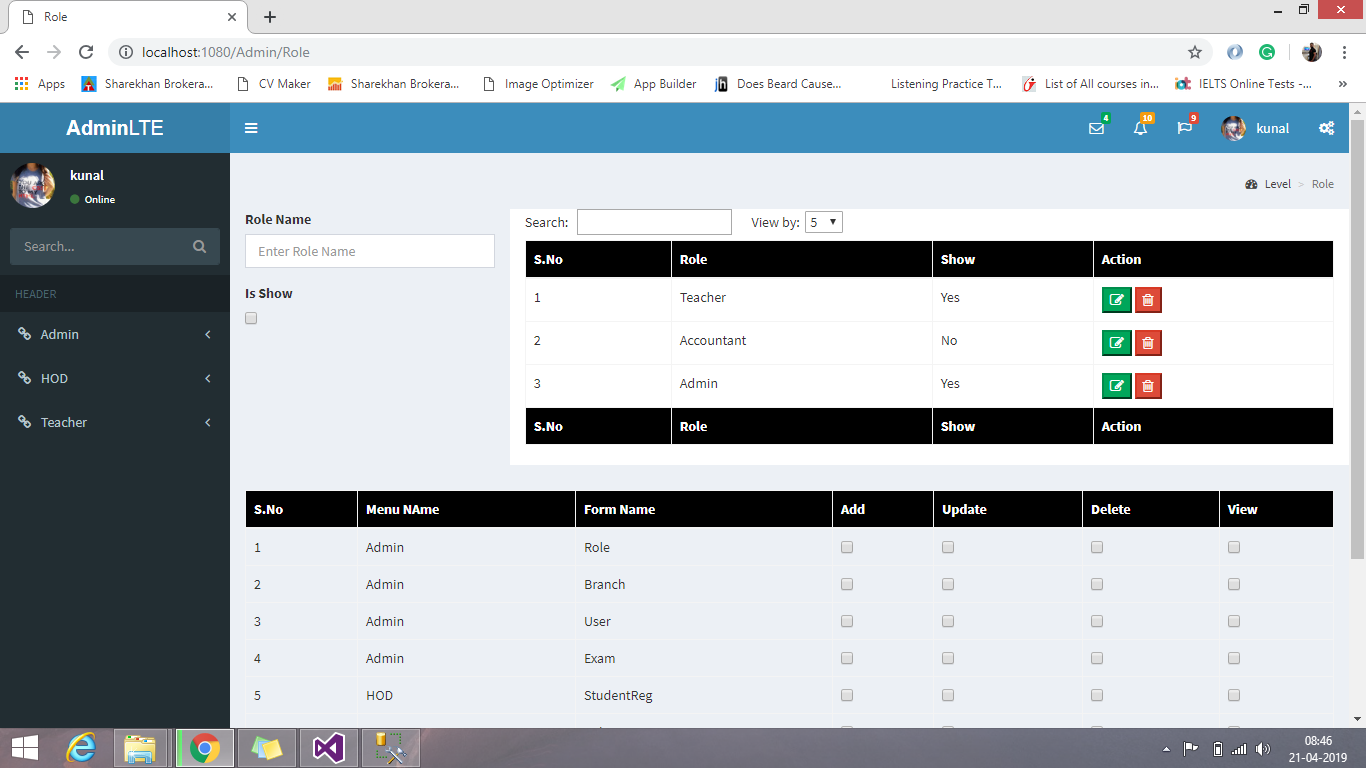 Role
localhost:1080/Admin/Role
Apps Sharekhan Brokera... CV Maker Sharekhan Brokera... Image Optimizer App Builder Does Beard Cause... Listening Practice T... List of All courses in... IELTS Online Tests -... »
AdminLTE 4 10 9 kunal
kunal
Online
Search...
HEADER
Admin
HOD
Teacher
Level > Role
Role Name
Enter Role Name
Is Show
Search: View by: 5
S.No Role Show Action
1 Teacher Yes
2 Accountant No
3 Admin Yes
S.No Role Show Action
S.No Menu NAme Form Name Add Update Delete View
1 Admin Role
2 Admin Branch
3 Admin User
4 Admin Exam
5 HOD StudentReg
08:46
21-04-2019